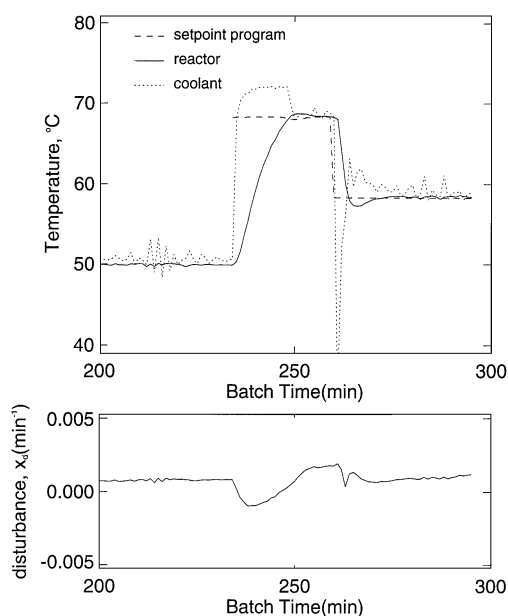 80
setpoint program
reactor
coolant
70
60
50
40
Temperature, °C
200
250
300
Batch Time(min)
0.005
0.000
-0.005
disturbance, x_d(min⁻¹)
200
250
300
Batch Time(min)